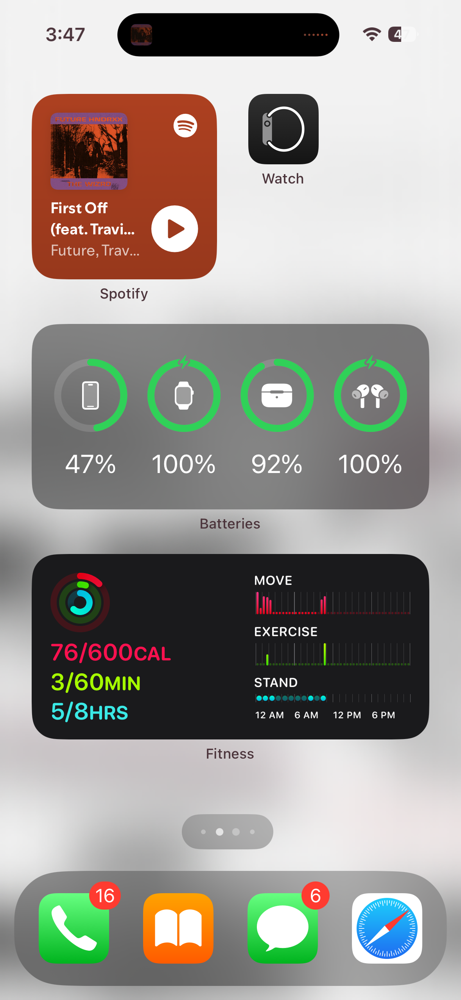 3:47
47
FUTURE HNDRXX
THE WIZRD
First Off
(feat. Travi...
Future, Trav...
Spotify
Watch
47%
100%
92%
100%
Batteries
76/600CAL
3/60MIN
5/8HRS
MOVE
EXERCISE
STAND
12 AM 6 AM 12 PM 6 PM
Fitness
16
6